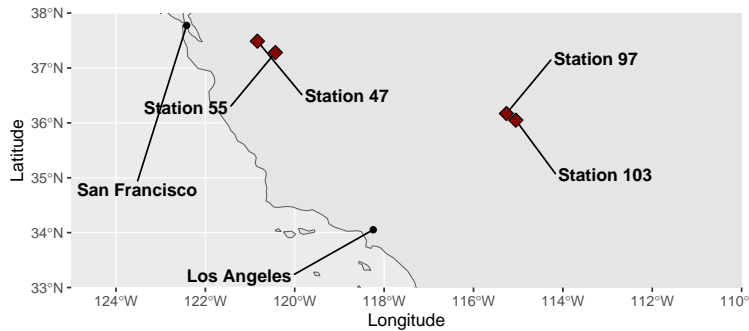 38°N
37°N
36°N
35°N
34°N
33°N
Latitude
Station 97
Station 47
Station 55
Station 103
San Francisco
Los Angeles
124°W
122°W
120°W
118°W
116°W
114°W
112°W
110°
Longitude